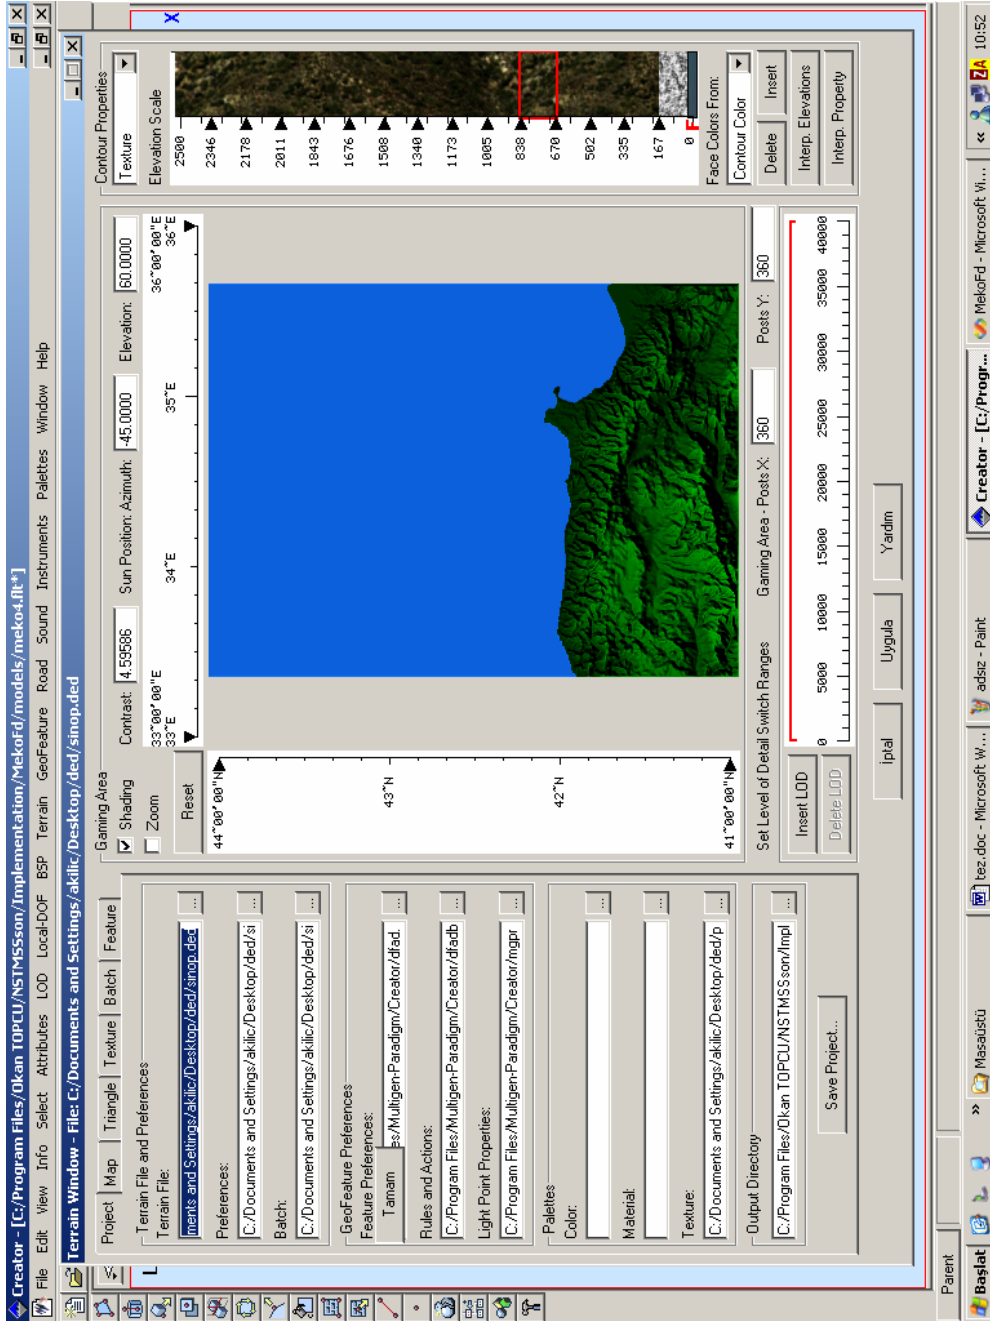 Creator - [C:/Program Files/Okan TOPCU/NSTMSSson/Implementation/MekoFd/models/meko4.flt*]
File Edit View Info Select Attributes LOD Local-DOF BSP Terrain GeoFeature Road Sound Instruments Palettes Window Help
Terrain Window - File: C:/Documents and Settings/akilic/Desktop/ded/sinop.ded
Project Map Triangle Texture Batch Feature
Terrain File and Preferences
Terrain File:
ments and Settings/akilic/Desktop/ded/sinop.ded ...
Preferences:
C:/Documents and Settings/akilic/Desktop/ded/si ...
Batch:
C:/Documents and Settings/akilic/Desktop/ded/si ...
GeoFeature Preferences
Feature Preferences:
Tamam es/Multigen-Paradigm/Creator/dfad. ...
Rules and Actions:
C:/Program Files/Multigen-Paradigm/Creator/dfadb ...
Light Point Properties:
C:/Program Files/Multigen-Paradigm/Creator/mgpr ...
Palettes
Color:
...
Material:
...
Texture:
C:/Documents and Settings/akilic/Desktop/ded/p ...
Output Directory
C:/Program Files/Okan TOPCU/NSTMSSson/Impl ...
Save Project...
Gaming Area
Shading Contrast: 4.59586 Sun Position: Azimuth: -45.0000 Elevation: 60.0000
Zoom
Reset
33~00'00"E 36~00'00"E
33~E 34~E 35~E 36~E
44~00'00"N
43~N
42~N
41~00'00"N
Set Level of Detail Switch Ranges Gaming Area - Posts X: 360 Posts Y: 360
Insert LOD
Delete LOD
0 5000 10000 15000 20000 25000 30000 35000 40000
İptal Uygula Yardım
Contour Properties
Texture
Elevation Scale
2500
2346
2178
2011
1843
1676
1508
1340
1173
1005
838
670
502
335
167
0
Face Colors From:
Contour Color
Delete Insert
Interp. Elevations
Interp. Property
X
Parent
Başlat » Masaüstü tez.doc - Microsoft W... adsız - Paint Creator - [C:/Progr... MekoFd - Microsoft Vi... « ZA 10:52